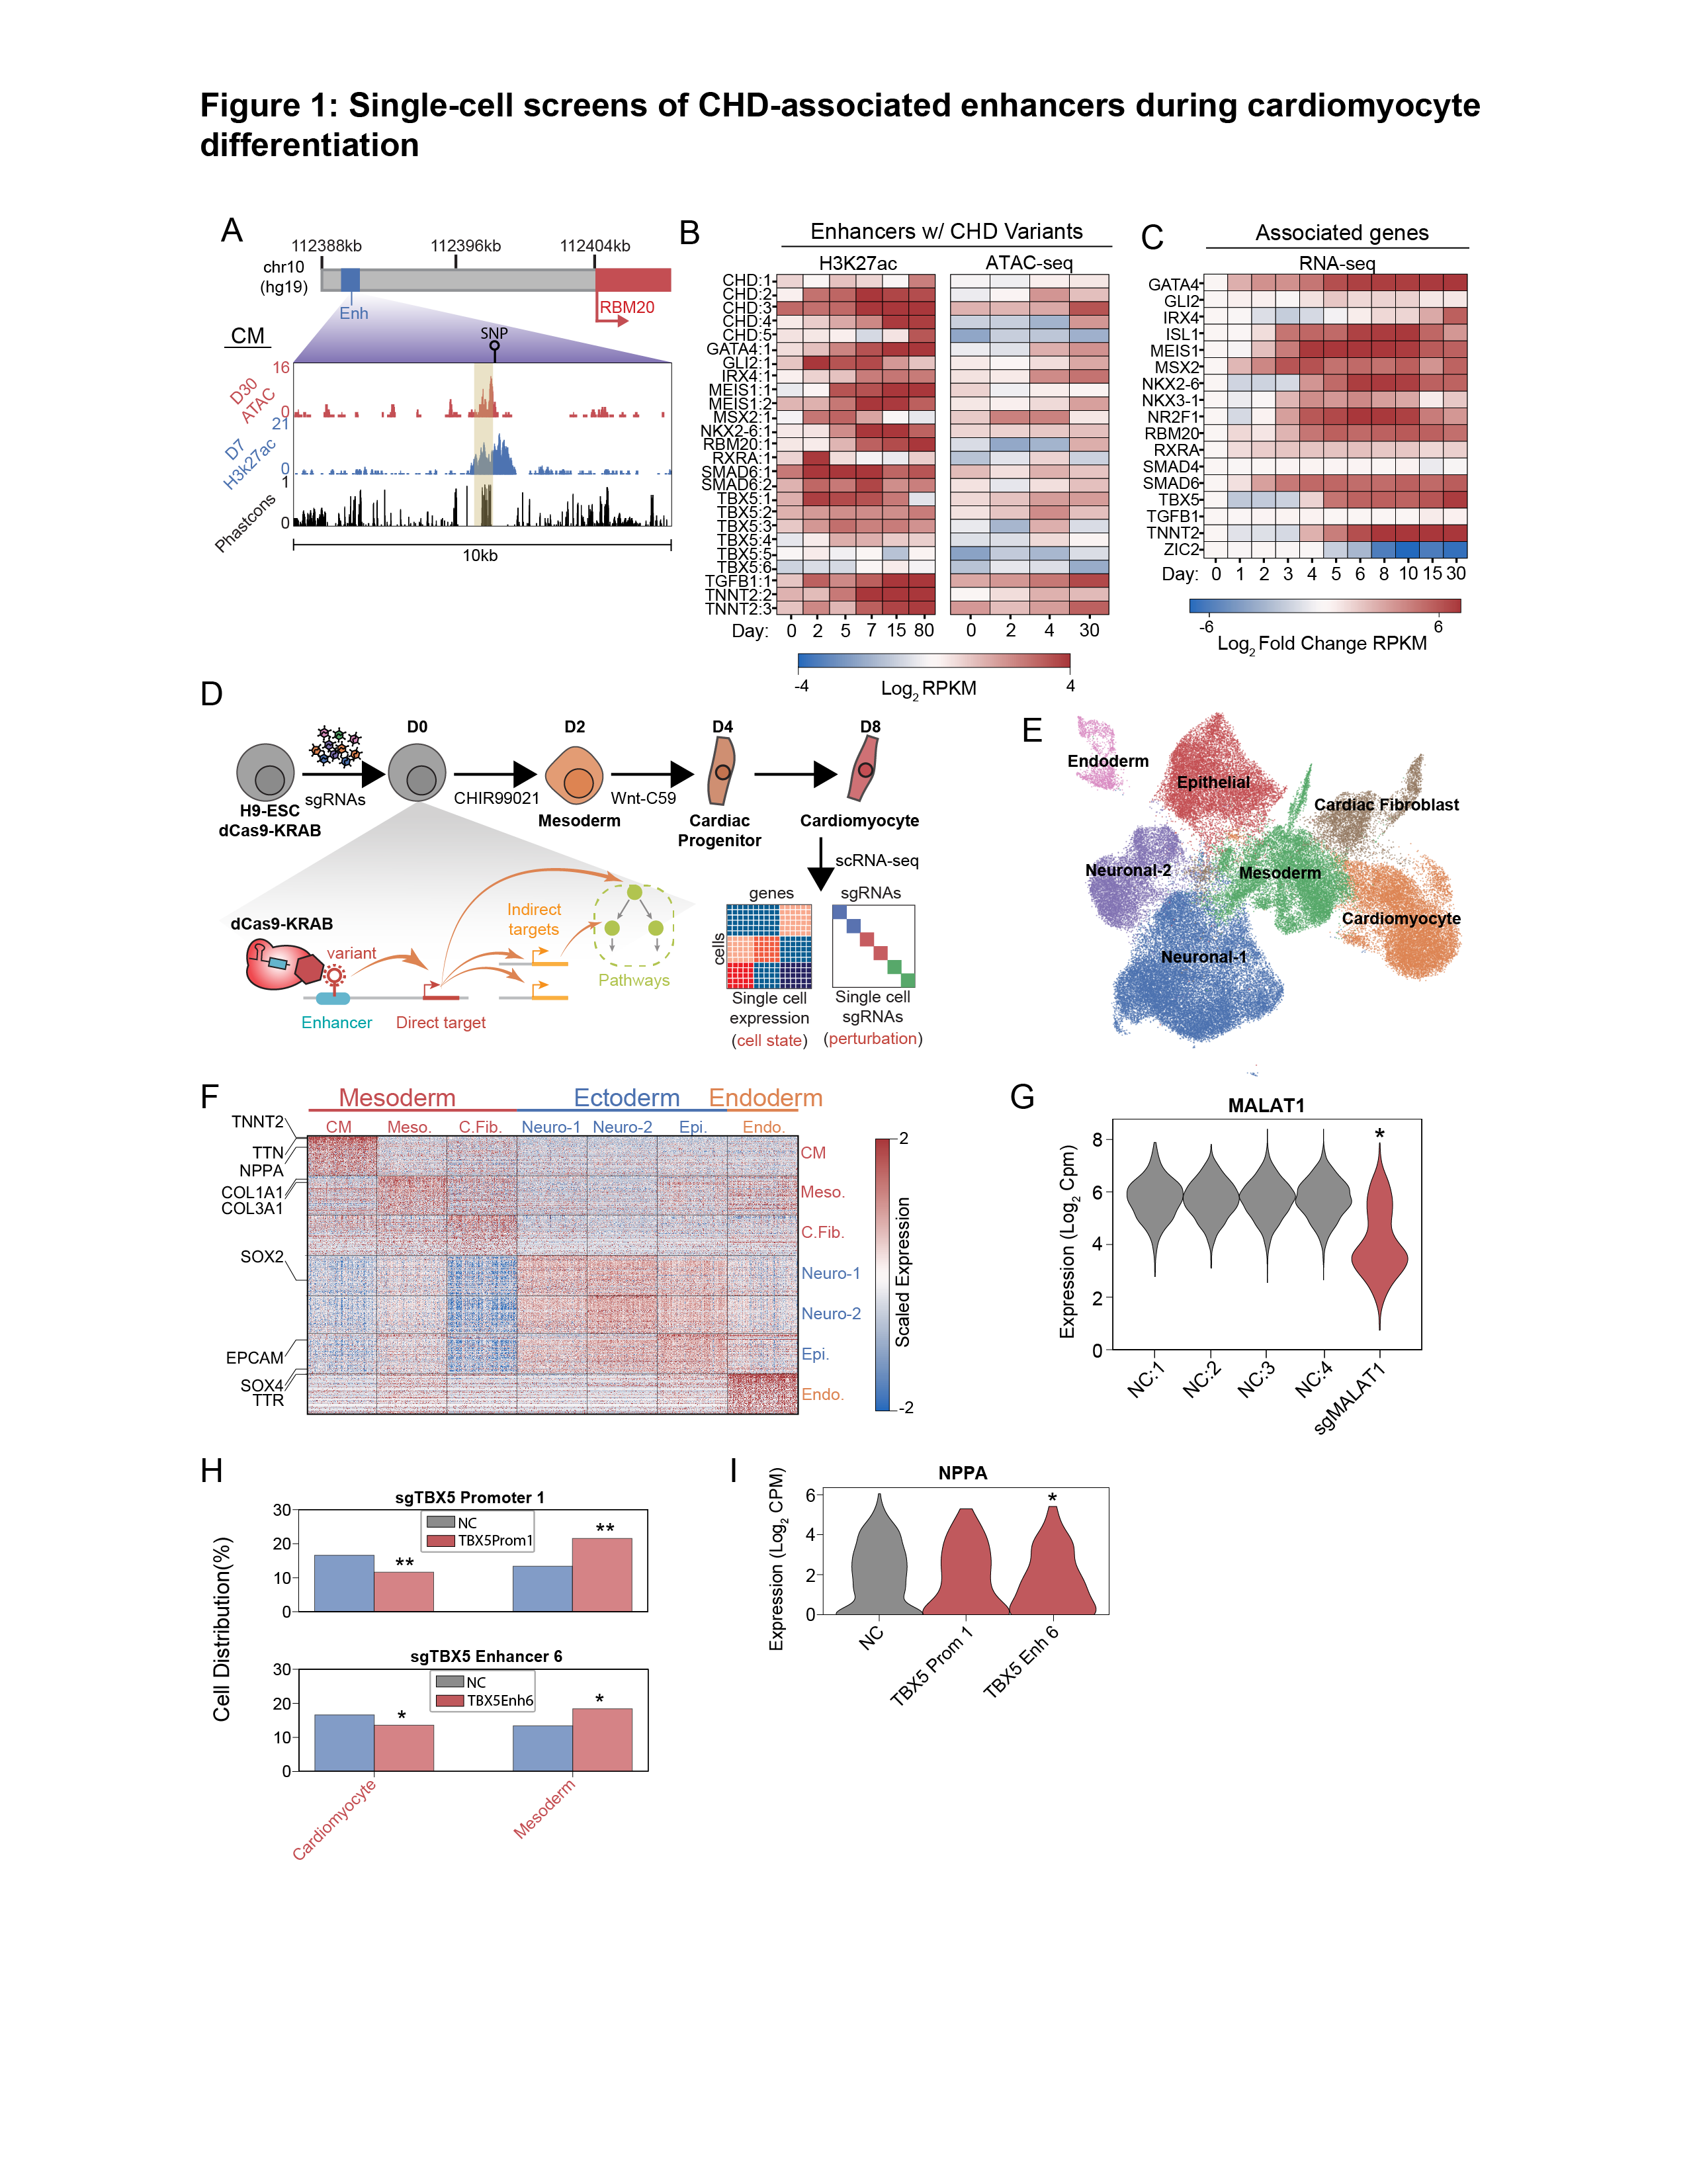 Figure 1: Single-cell screens of CHD-associated enhancers during cardiomyocyte
differentiation
A
112388kb
112396kb
112404kb
chr10
(hg19)
Enh
RBM20
CM
SNP
16
D30
ATAC
0
21
D7
H3k27ac
0
1
Phastcons
0
10kb
B
Enhancers w/ CHD Variants
H3K27ac
ATAC-seq
CHD:1
CHD:2
CHD:3
CHD:4
CHD:5
GATA4:1
GLI2:1
IRX4:1
MEIS1:1
MEIS1:2
MSX2:1
NKX2-6:1
RBM20:1
RXRA:1
SMAD6:1
SMAD6:2
TBX5:1
TBX5:2
TBX5:3
TBX5:4
TBX5:5
TBX5:6
TGFB1:1
TNNT2:2
TNNT2:3
Day: 0 2 5 7 15 80
0 2 4 30
-4
Log2 RPKM
4
C
Associated genes
RNA-seq
GATA4
GLI2
IRX4
ISL1
MEIS1
MSX2
NKX2-6
NKX3-1
NR2F1
RBM20
RXRA
SMAD4
SMAD6
TBX5
TGFB1
TNNT2
ZIC2
Day: 0 1 2 3 4 5 6 8 10 15 30
-6
6
Log2 Fold Change RPKM
D
D0
D2
D4
D8
sgRNAs
CHIR99021
Wnt-C59
H9-ESC
dCas9-KRAB
Mesoderm
Cardiac
Progenitor
Cardiomyocyte
scRNA-seq
dCas9-KRAB
variant
Indirect
targets
Pathways
Enhancer
Direct target
genes
sgRNAs
cells
Single cell
expression
(cell state)
Single cell
sgRNAs
(perturbation)
E
Endoderm
Epithelial
Cardiac Fibroblast
Neuronal-2
Mesoderm
Cardiomyocyte
Neuronal-1
F
Mesoderm
Ectoderm
Endoderm
CM
Meso.
C.Fib.
Neuro-1
Neuro-2
Epi.
Endo.
TNNT2
TTN
NPPA
COL1A1
COL3A1
SOX2
EPCAM
SOX4
TTR
CM
Meso.
C.Fib.
Neuro-1
Neuro-2
Epi.
Endo.
2
Scaled Expression
-2
G
MALAT1
Expression (Log2 Cpm)
8
6
4
2
0
*
NC:1
NC:2
NC:3
NC:4
sgMALAT1
H
Cell Distribution(%)
sgTBX5 Promoter 1
30
20
10
0
NC
TBX5Prom1
**
**
sgTBX5 Enhancer 6
30
20
10
0
NC
TBX5Enh6
*
*
Cardiomyocyte
Mesoderm
I
NPPA
Expression (Log2 CPM)
6
4
2
0
*
NC
TBX5 Prom 1
TBX5 Enh 6